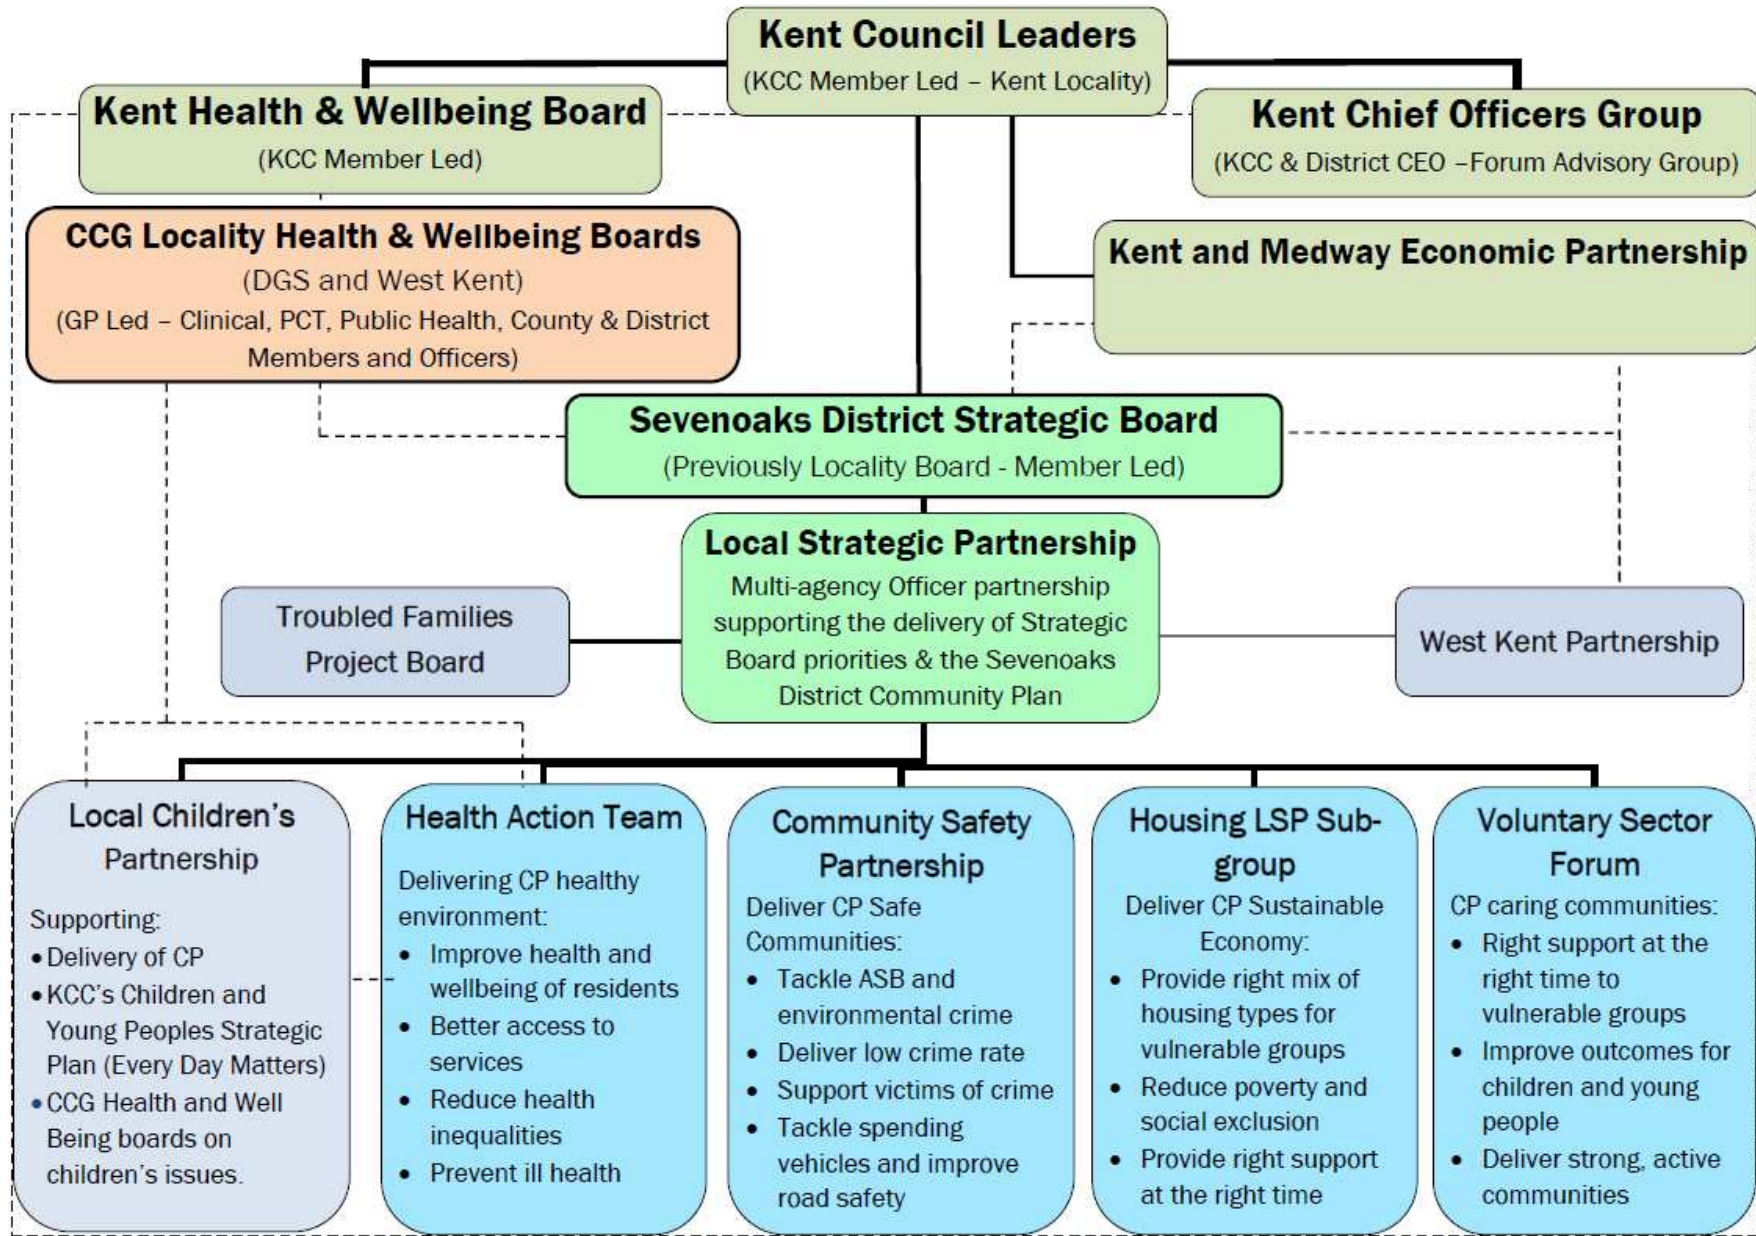 Kent Council Leaders
(KCC Member Led – Kent Locality)
Kent Health & Wellbeing Board
(KCC Member Led)
Kent Chief Officers Group
(KCC & District CEO –Forum Advisory Group)
CCG Locality Health & Wellbeing Boards
(DGS and West Kent)
(GP Led – Clinical, PCT, Public Health, County & District
Members and Officers)
Kent and Medway Economic Partnership
Sevenoaks District Strategic Board
(Previously Locality Board - Member Led)
Local Strategic Partnership
Multi-agency Officer partnership
supporting the delivery of Strategic
Board priorities & the Sevenoaks
District Community Plan
Troubled Families
Project Board
West Kent Partnership
Local Children's
Partnership
Supporting:
• Delivery of CP
• KCC's Children and
Young Peoples Strategic
Plan (Every Day Matters)
• CCG Health and Well
Being boards on
children's issues.
Health Action Team
Delivering CP healthy
environment:
• Improve health and
wellbeing of residents
• Better access to
services
• Reduce health
inequalities
• Prevent ill health
Community Safety
Partnership
Deliver CP Safe
Communities:
• Tackle ASB and
environmental crime
• Deliver low crime rate
• Support victims of crime
• Tackle spending
vehicles and improve
road safety
Housing LSP Sub-
group
Deliver CP Sustainable
Economy:
• Provide right mix of
housing types for
vulnerable groups
• Reduce poverty and
social exclusion
• Provide right support
at the right time
Voluntary Sector
Forum
CP caring communities:
• Right support at the
right time to
vulnerable groups
• Improve outcomes for
children and young
people
• Deliver strong, active
communities